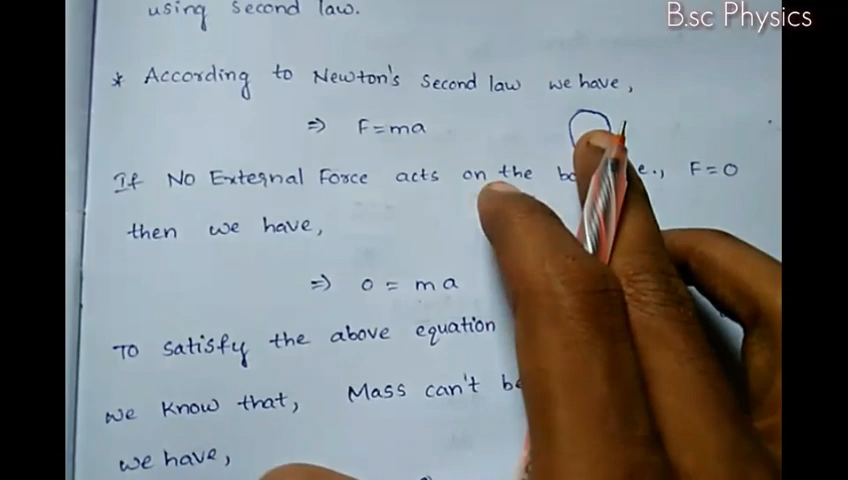 B.sc Physics
using second law.
* According to Newton's second law we have,
⇒ F=ma
If No External Force acts on the e., F=0
then we have,
⇒ 0 = ma
To satisfy the above equation
we know that, Mass can't
we have,